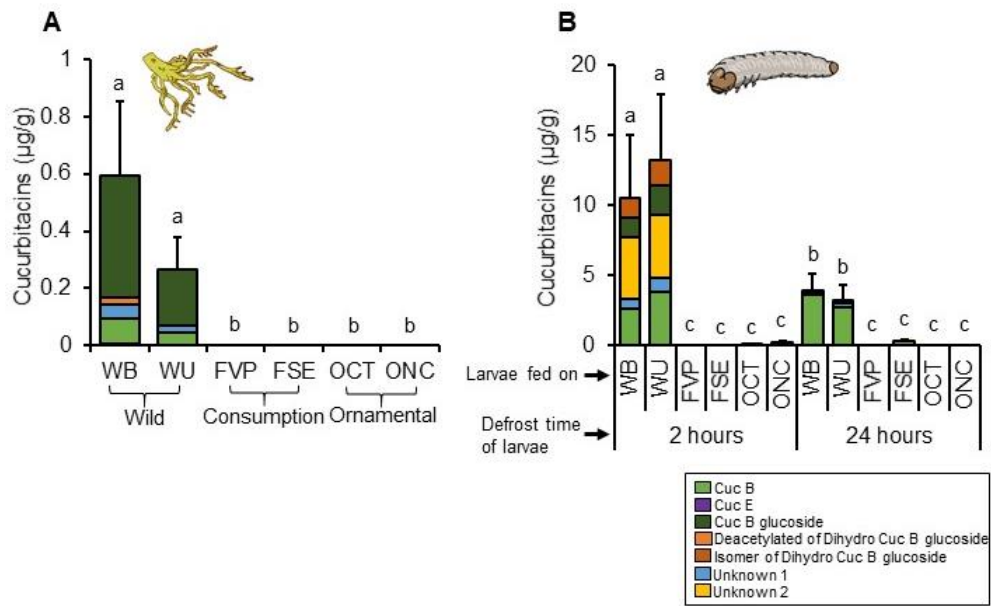 A
Cucurbitacins (µg/g)
1
0.8
0.6
0.4
0.2
0
a
a
b
b
b
b
WB WU FVP FSE OCT ONC
Wild Consumption Ornamental
B
Cucurbitacins (µg/g)
20
15
10
5
0
a
a
c
c
c
c
b
b
c
c
c
c
Larvae fed on
WB WU FVP FSE OCT ONC WB WU FVP FSE OCT ONC
Defrost time
of larvae
2 hours 24 hours
Cuc B
Cuc E
Cuc B glucoside
Deacetylated of Dihydro Cuc B glucoside
Isomer of Dihydro Cuc B glucoside
Unknown 1
Unknown 2